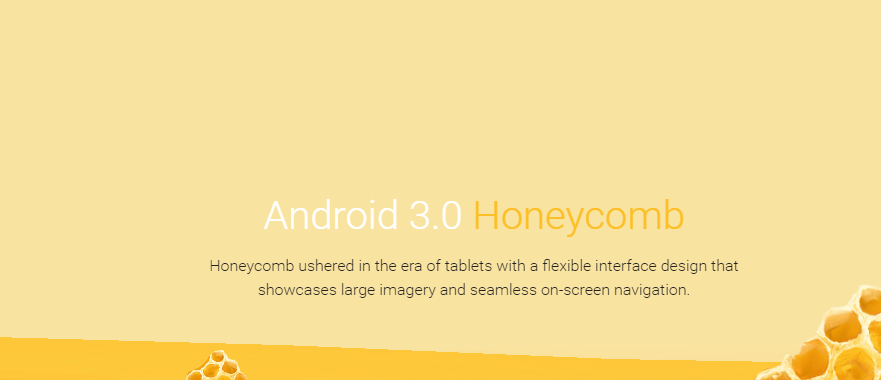 Android 3.0 Honeycomb
Honeycomb ushered in the era of tablets with a flexible interface design that
showcases large imagery and seamless on-screen navigation.